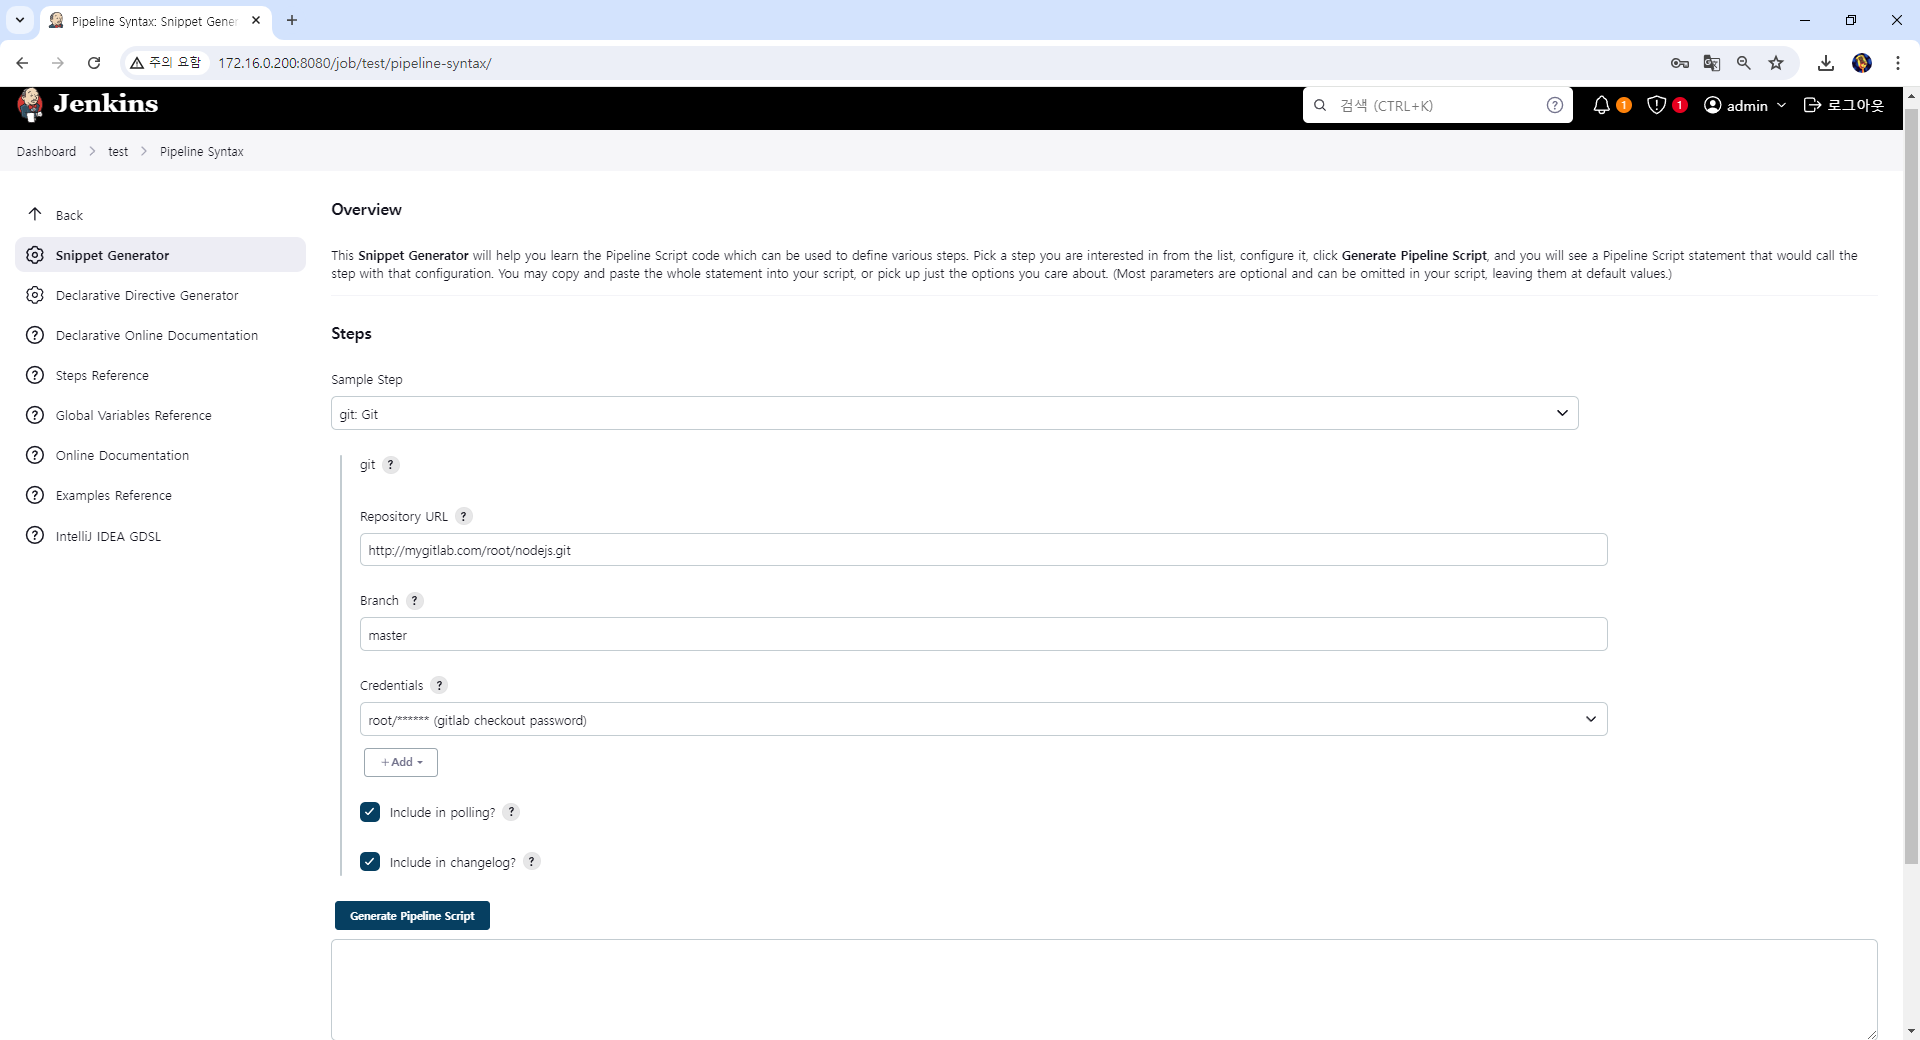 Pipeline Syntax: Snippet Gener
주의 요함
172.16.0.200:8080/job/test/pipeline-syntax/
Jenkins
검색 (CTRL+K)
?
1
1
admin
로그아웃
Dashboard
test
Pipeline Syntax
Back
Snippet Generator
Declarative Directive Generator
Declarative Online Documentation
Steps Reference
Global Variables Reference
Online Documentation
Examples Reference
IntelliJ IDEA GDSL
Overview
This Snippet Generator will help you learn the Pipeline Script code which can be used to define various steps. Pick a step you are interested in from the list, configure it, click Generate Pipeline Script, and you will see a Pipeline Script statement that would call the
step with that configuration. You may copy and paste the whole statement into your script, or pick up just the options you care about. (Most parameters are optional and can be omitted in your script, leaving them at default values.)
Steps
Sample Step
git: Git
git ?
Repository URL ?
http://mygitlab.com/root/nodejs.git
Branch ?
master
Credentials ?
root/****** (gitlab checkout password)
+Add
Include in polling? ?
Include in changelog? ?
Generate Pipeline Script